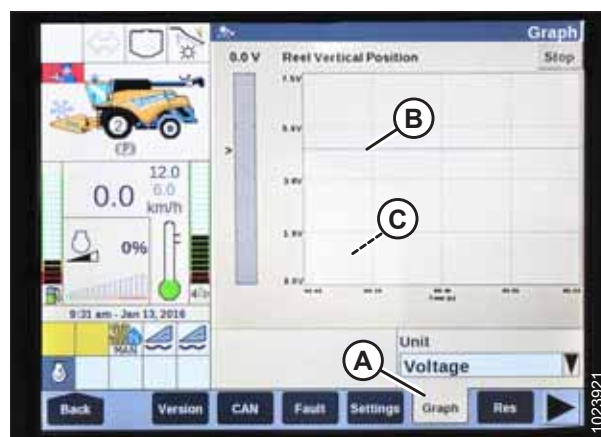 Graph
0.0 V
Reel Vertical Position
Stop
B
C
(P)
12.0
6.0
0.0
km/h
0%
9:31 am - Jan 13, 2016
MAN
Unit
A
Voltage
Back
Version
CAN
Fault
Settings
Graph
Res
1023921